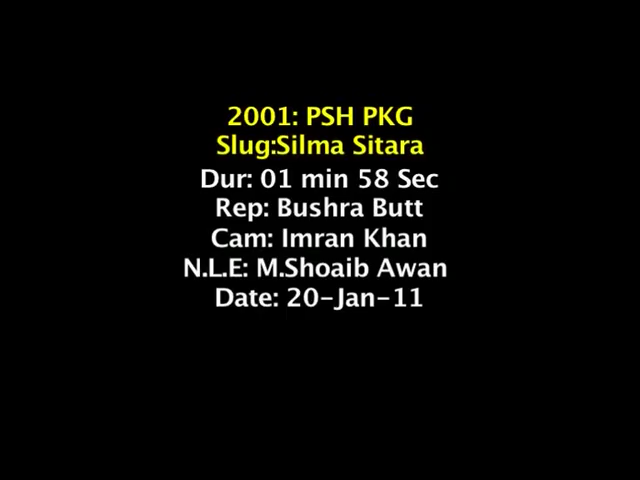 2001: PSH PKG
Slug:Silma Sitara
Dur: 01 min 58 Sec
Rep: Bushra Butt
Cam: Imran Khan
N.L.E: M.Shoaib Awan
Date: 20-Jan-11